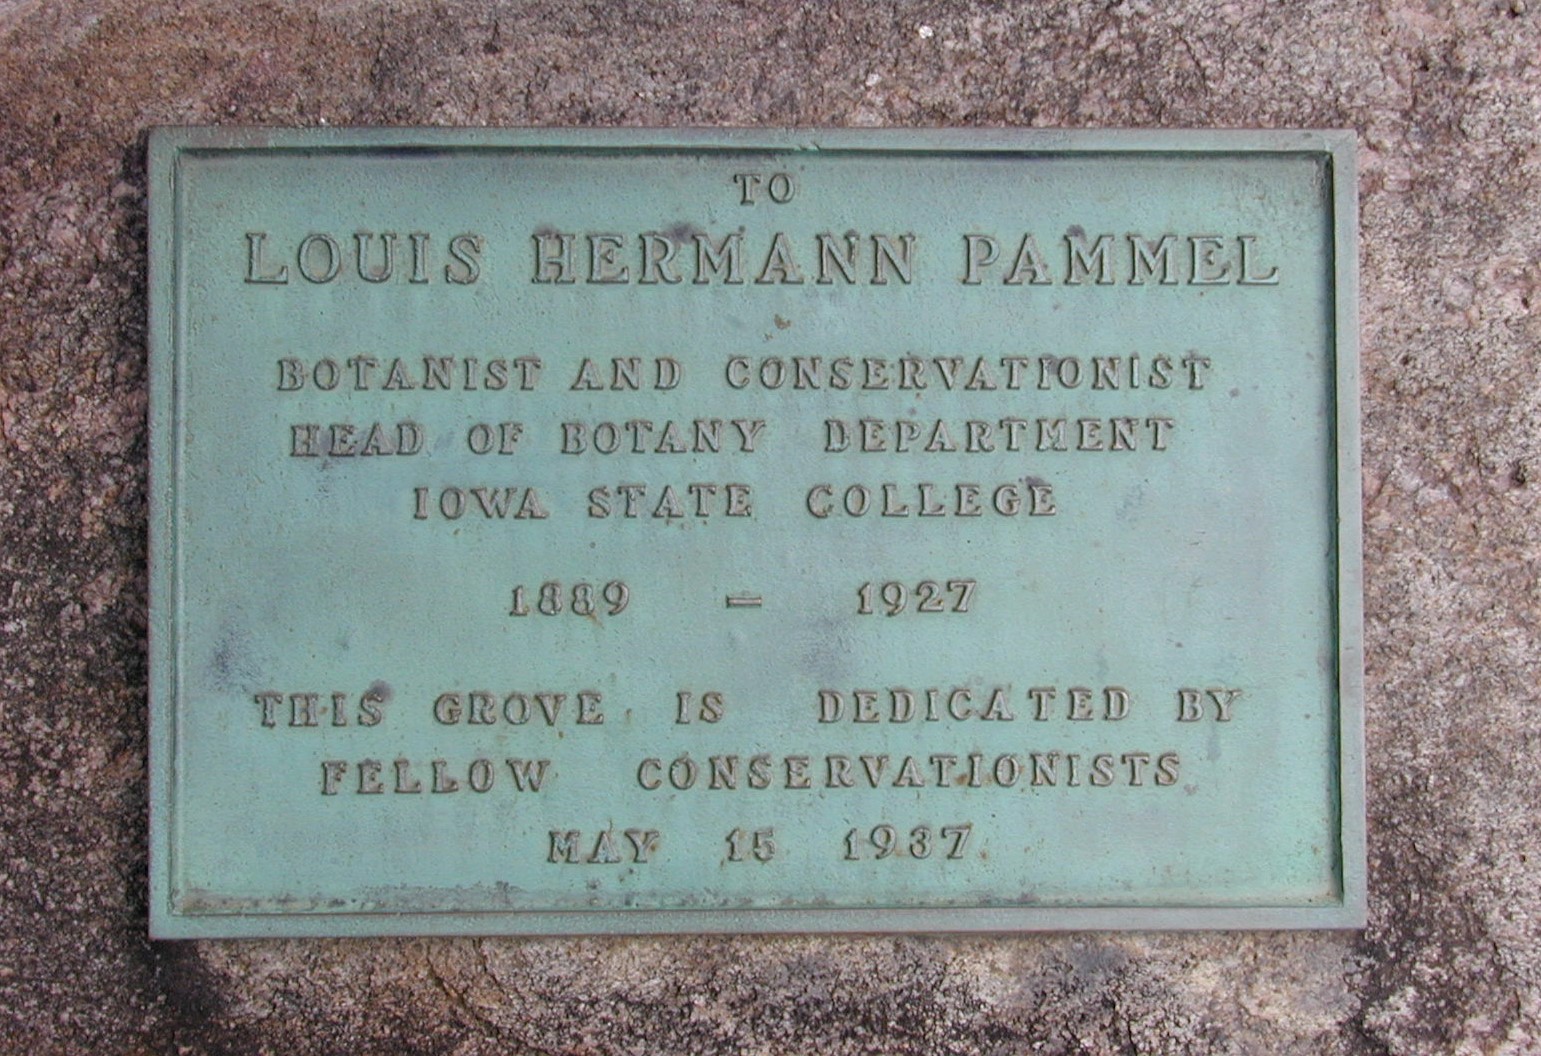 TO
LOUIS HERMANN PAMMEL
BOTANIST AND CONSERVATIONIST
HEAD OF BOTANY DEPARTMENT
IOWA STATE COLLEGE
1889 — 1927
THIS GROVE IS DEDICATED BY
FELLOW CONSERVATIONISTS
MAY 15 1937